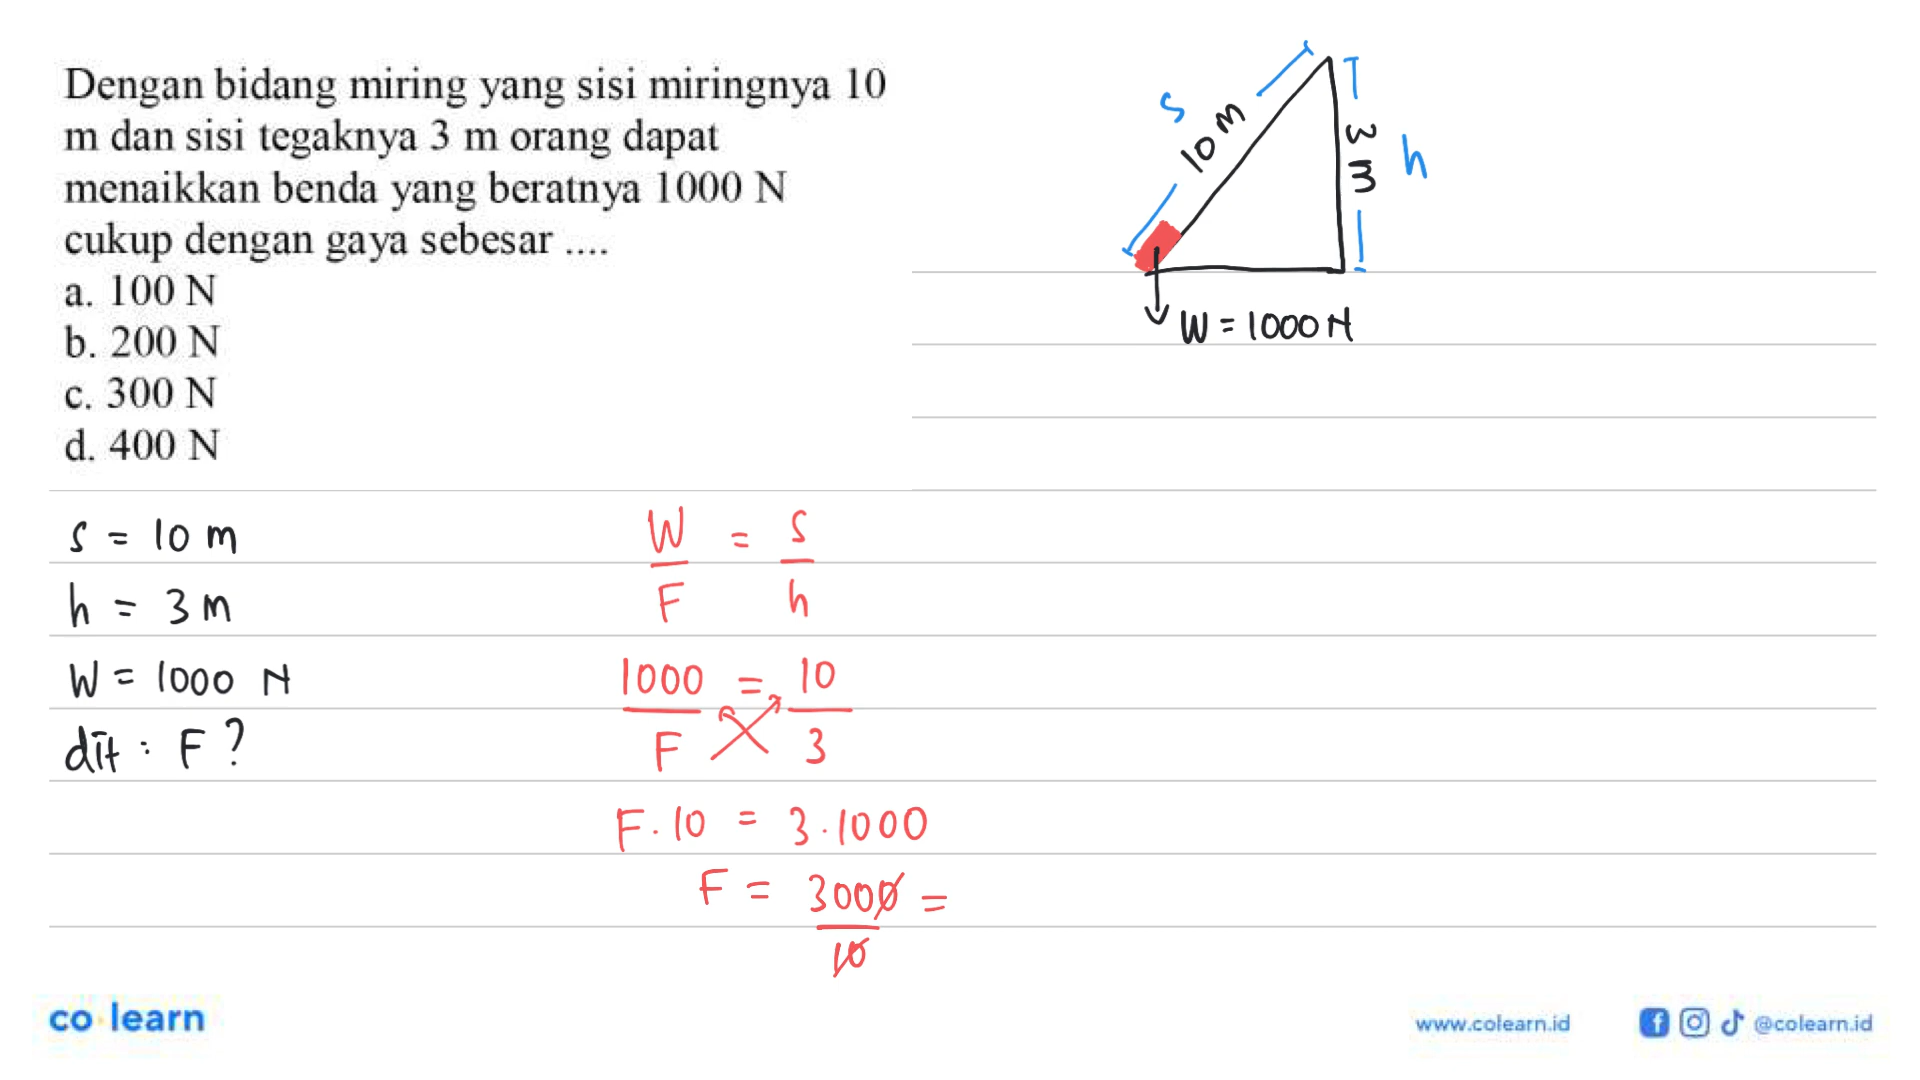 Dengan bidang miring yang sisi miringnya 10
m dan sisi tegaknya 3 m orang dapat
menaikkan benda yang beratnya 1000 N
cukup dengan gaya sebesar ....
a. 100 N
b. 200 N
c. 300 N
d. 400 N
s
10 m
3 m
h
W = 1000 N
s = 10 m
h = 3 m
W = 1000 N
dit : F ?
W/F = s/h
1000/F = 10/3
F . 10 = 3 . 1000
F = 3000/10 =
co learn
www.colearn.id
@colearn.id